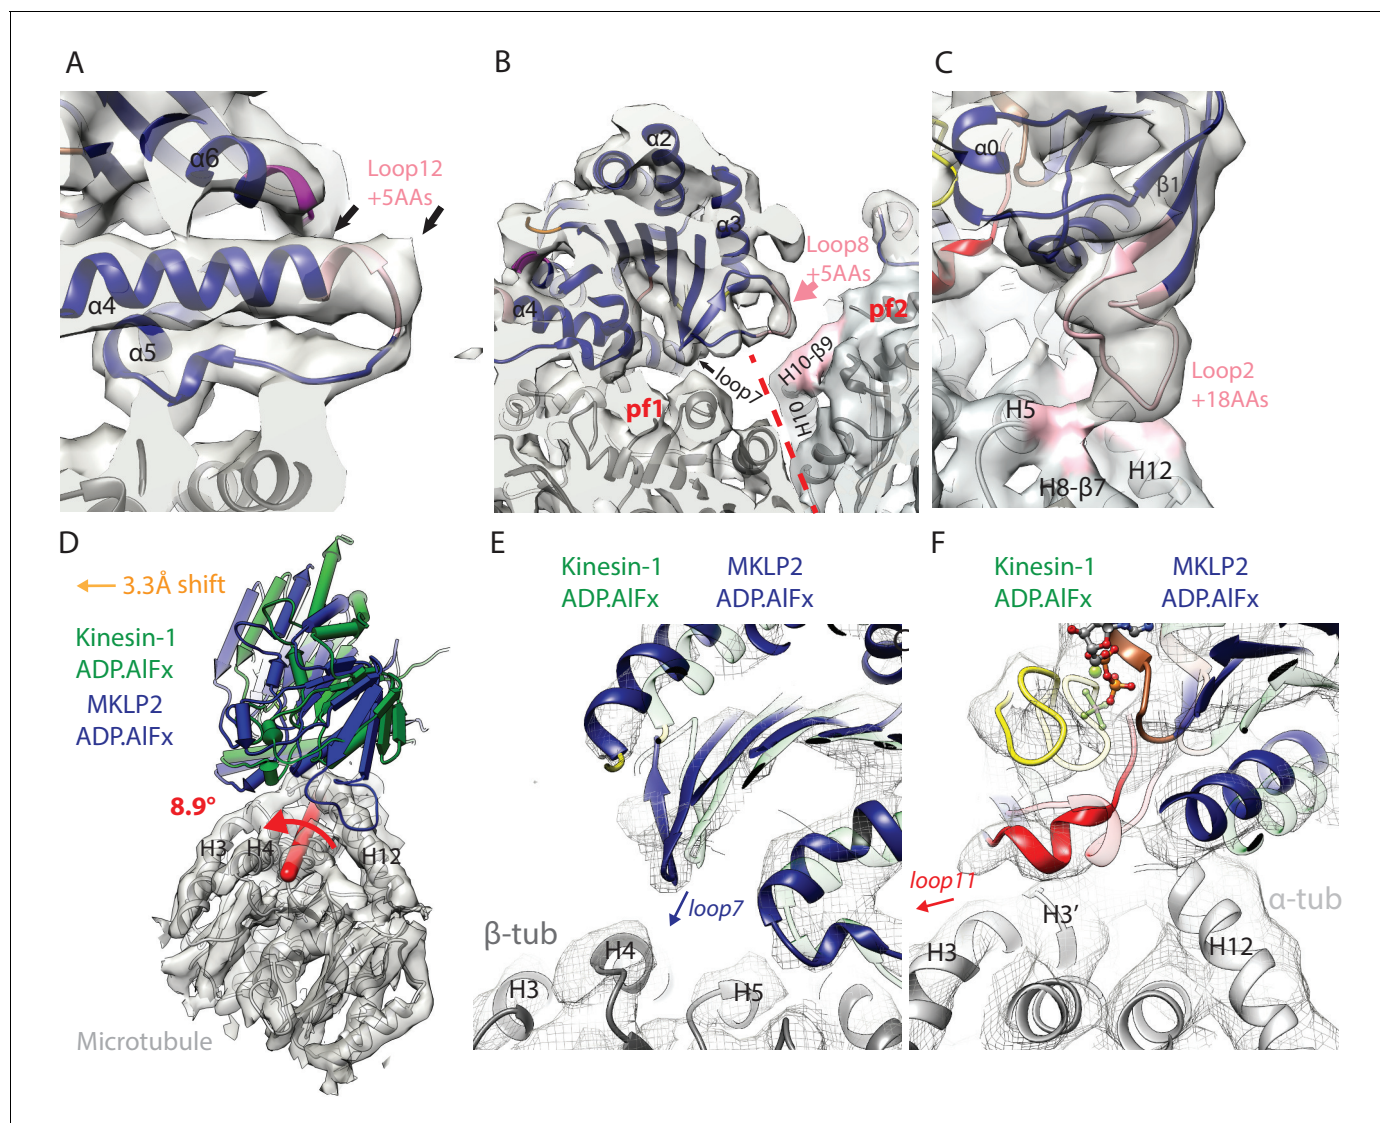 A
α6
Loop12
+5AAs
α4
α5
B
α2
α3
Loop8
+5AAs
α4
pf2
H10-β9
loop7
pf1
H10
C
α0
β1
Loop2
+18AAs
H5
H8-β7
H12
D
3.3Å shift
Kinesin-1
ADP.AlFx
MKLP2
ADP.AlFx
8.9°
H3
H4
H12
Microtubule
E
Kinesin-1
ADP.AlFx
MKLP2
ADP.AlFx
loop7
β-tub
H4
H3
H5
F
Kinesin-1
ADP.AlFx
MKLP2
ADP.AlFx
loop11
α-tub
H3′
H3
H12